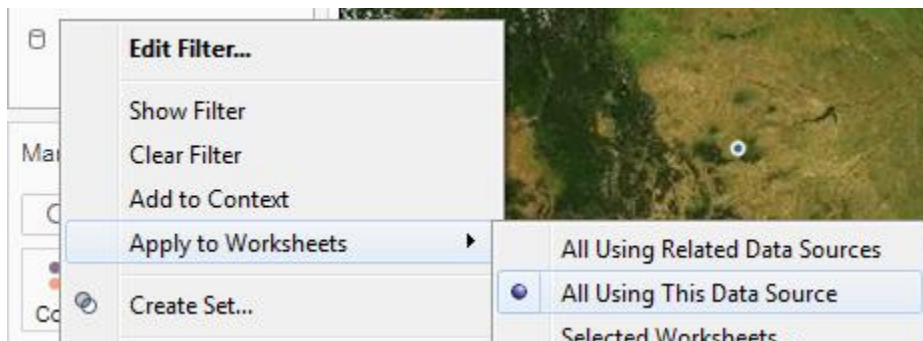 Edit Filter...
Show Filter
Clear Filter
Add to Context
Apply to Worksheets
All Using Related Data Sources
All Using This Data Source
Create Set...
Selected Worksheets...